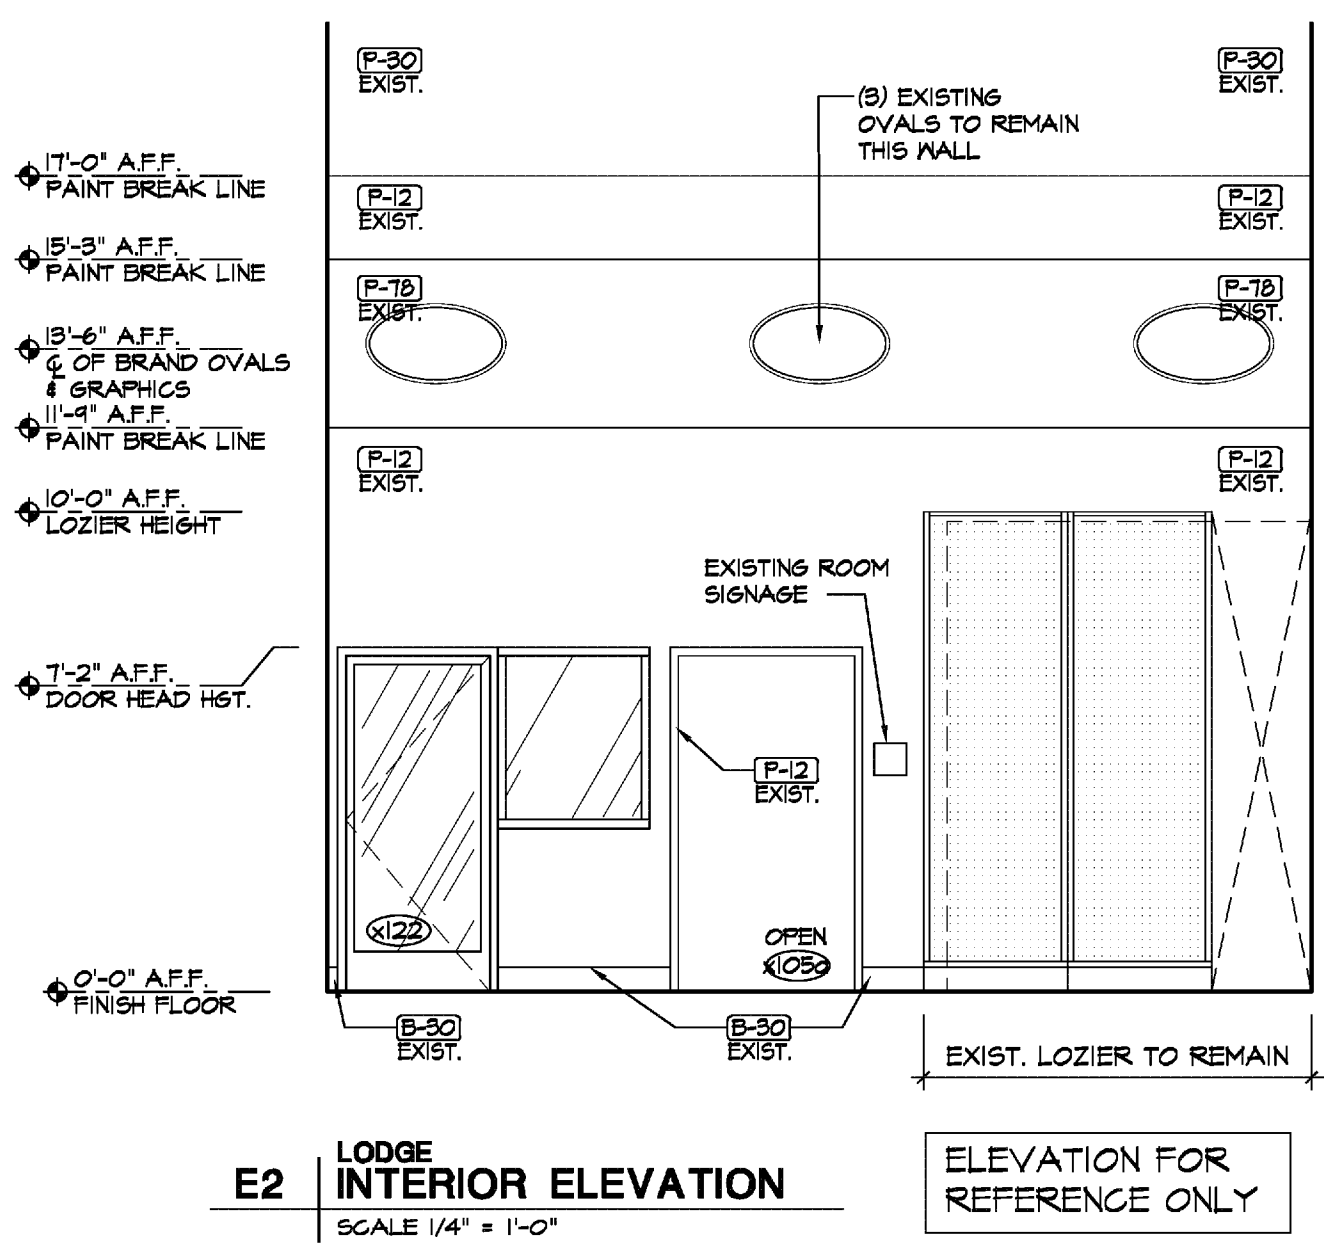 P-30
EXIST.
P-30
EXIST.
(3) EXISTING
OVALS TO REMAIN
THIS WALL
17'-0" A.F.F.
PAINT BREAK LINE
P-12
EXIST.
P-12
EXIST.
15'-3" A.F.F.
PAINT BREAK LINE
P-78
EXIST.
P-78
EXIST.
13'-6" A.F.F.
℄ OF BRAND OVALS
& GRAPHICS
11'-9" A.F.F.
PAINT BREAK LINE
P-12
EXIST.
P-12
EXIST.
10'-0" A.F.F.
LOZIER HEIGHT
EXISTING ROOM
SIGNAGE
7'-2" A.F.F.
DOOR HEAD HGT.
P-12
EXIST.
x122
OPEN
x1050
0'-0" A.F.F.
FINISH FLOOR
B-30
EXIST.
B-30
EXIST.
EXIST. LOZIER TO REMAIN
E2
LODGE
INTERIOR ELEVATION
SCALE 1/4" = 1'-0"
ELEVATION FOR
REFERENCE ONLY